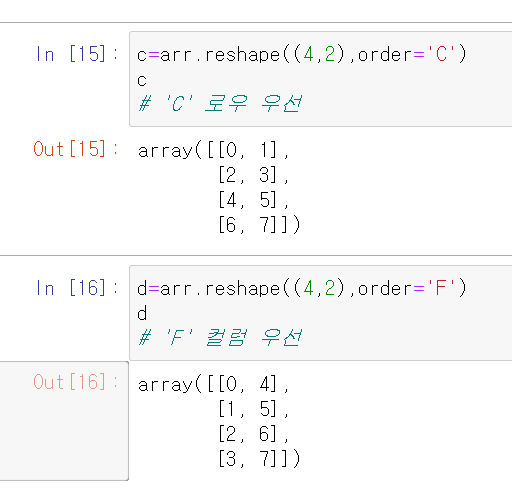 In [15]: c=arr.reshape((4,2),order='C')
c
# 'C' 로우 우선
Out[15]: array([[0, 1],
[2, 3],
[4, 5],
[6, 7]])
In [16]: d=arr.reshape((4,2),order='F')
d
# 'F' 컬럼 우선
Out[16]: array([[0, 4],
[1, 5],
[2, 6],
[3, 7]])